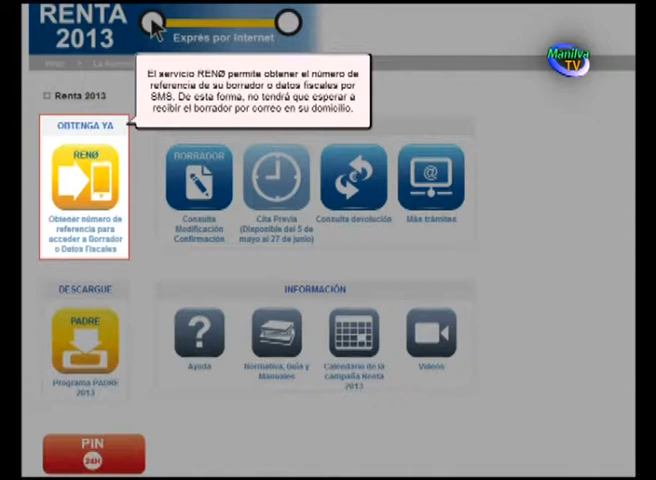 RENTA
2013
Exprés por Internet
Manilva
TV
El servicio RENØ permite obtener el número de
referencia de su borrador o datos fiscales por
SMS. De esta forma, no tendrá que esperar a
recibir el borrador por correo en su domicilio.
Renta 2013
OBTENGA YA
RENØ
Obtener número de
referencia para
acceder a Borrador
o Datos Fiscales
BORRADOR
Consulta
Modificación
Confirmación
Cita Previa
(Disponible del 5 de
mayo al 27 de junio)
Consulta devolución
@
Más trámites
DESCARGUE
PADRE
Programa PADRE
2013
INFORMACIÓN
?
Ayuda
Normativa, Guía y
Manuales
Calendario de la
campaña Renta
2013
Vídeos
PIN
24H